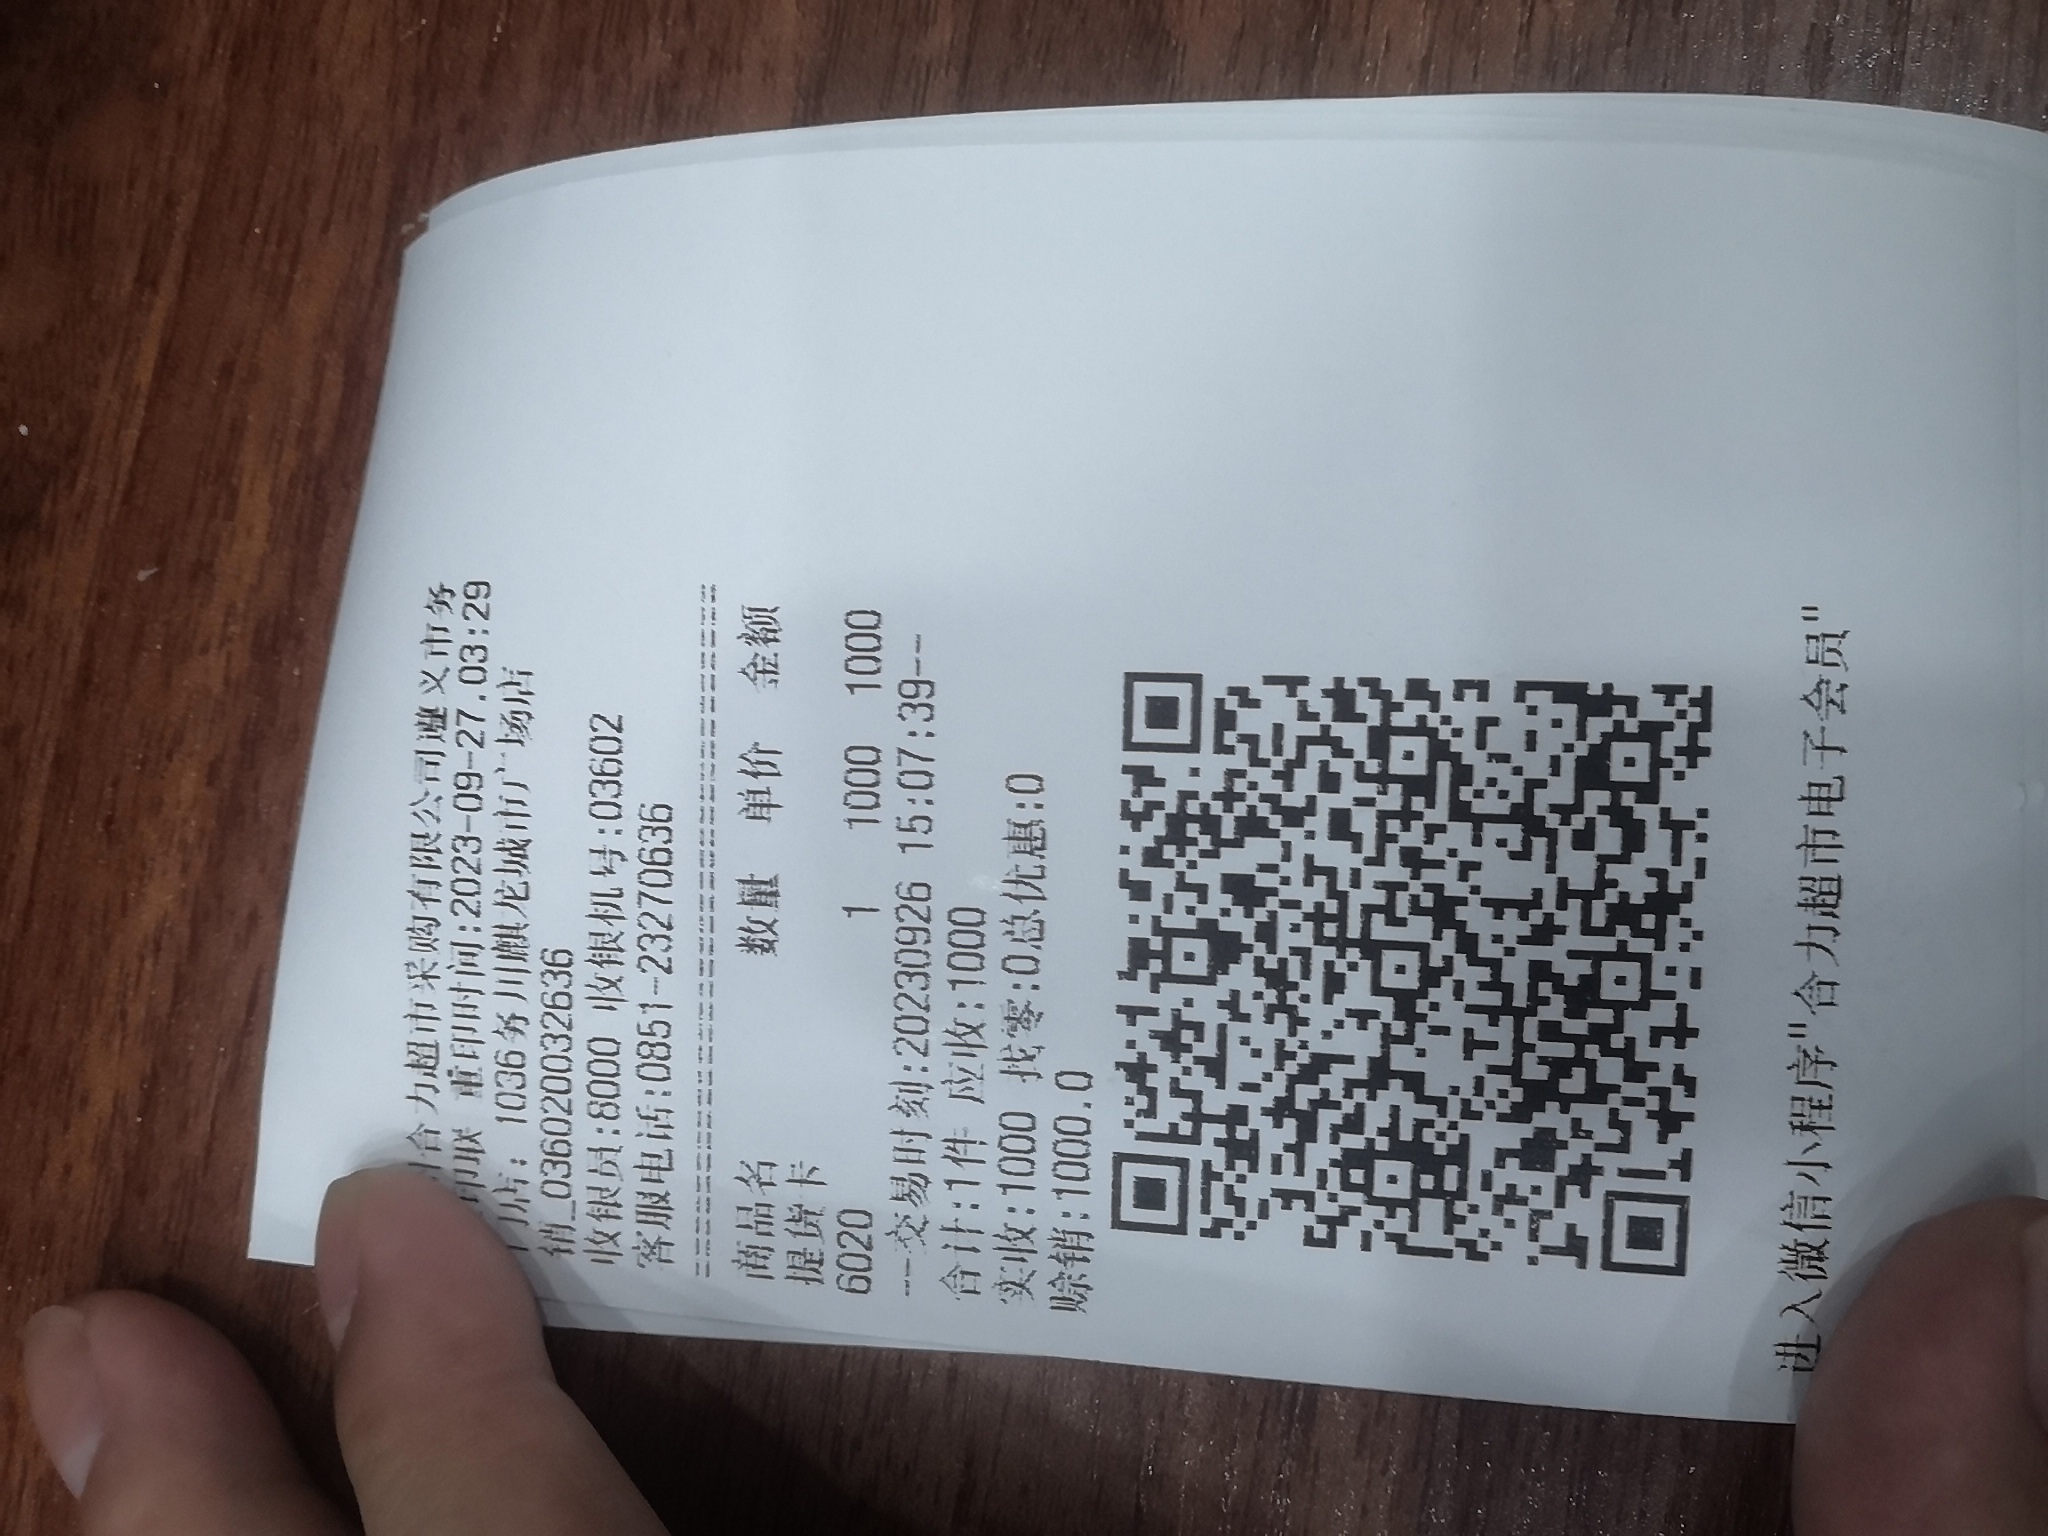 合力超市采购有限公司遵义市务
印联 重印时间:2023-09-27.03:29
门店: 1036务川麒龙城市广场店
销_036020032636
收银员:8000 收银机号:03602
客服电话:0851-23270636
================================
商品名 数量 单价 金额
提货卡
6020 1 1000 1000
---交易时刻:20230926 15:07:39--
合计:1件 应收:1000
实收:1000 找零:0总优惠:0
赊销:1000.0
进入微信小程序"合力超市电子会员"